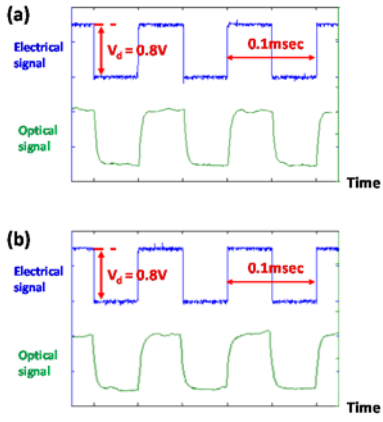 (a)
Electrical
signal
V_d = 0.8V
0.1msec
Optical
signal
Time
(b)
Electrical
signal
V_d = 0.8V
0.1msec
Optical
signal
Time